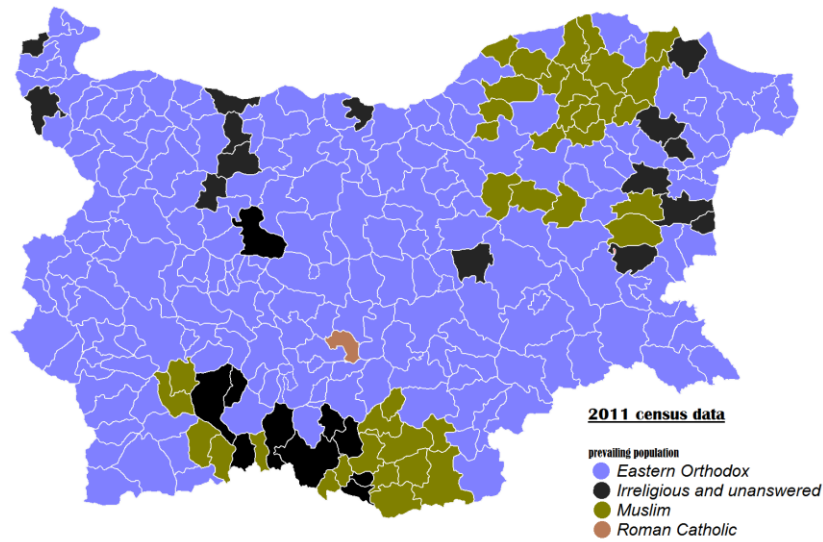 2011 census data
prevailing population
Eastern Orthodox
Irreligious and unanswered
Muslim
Roman Catholic